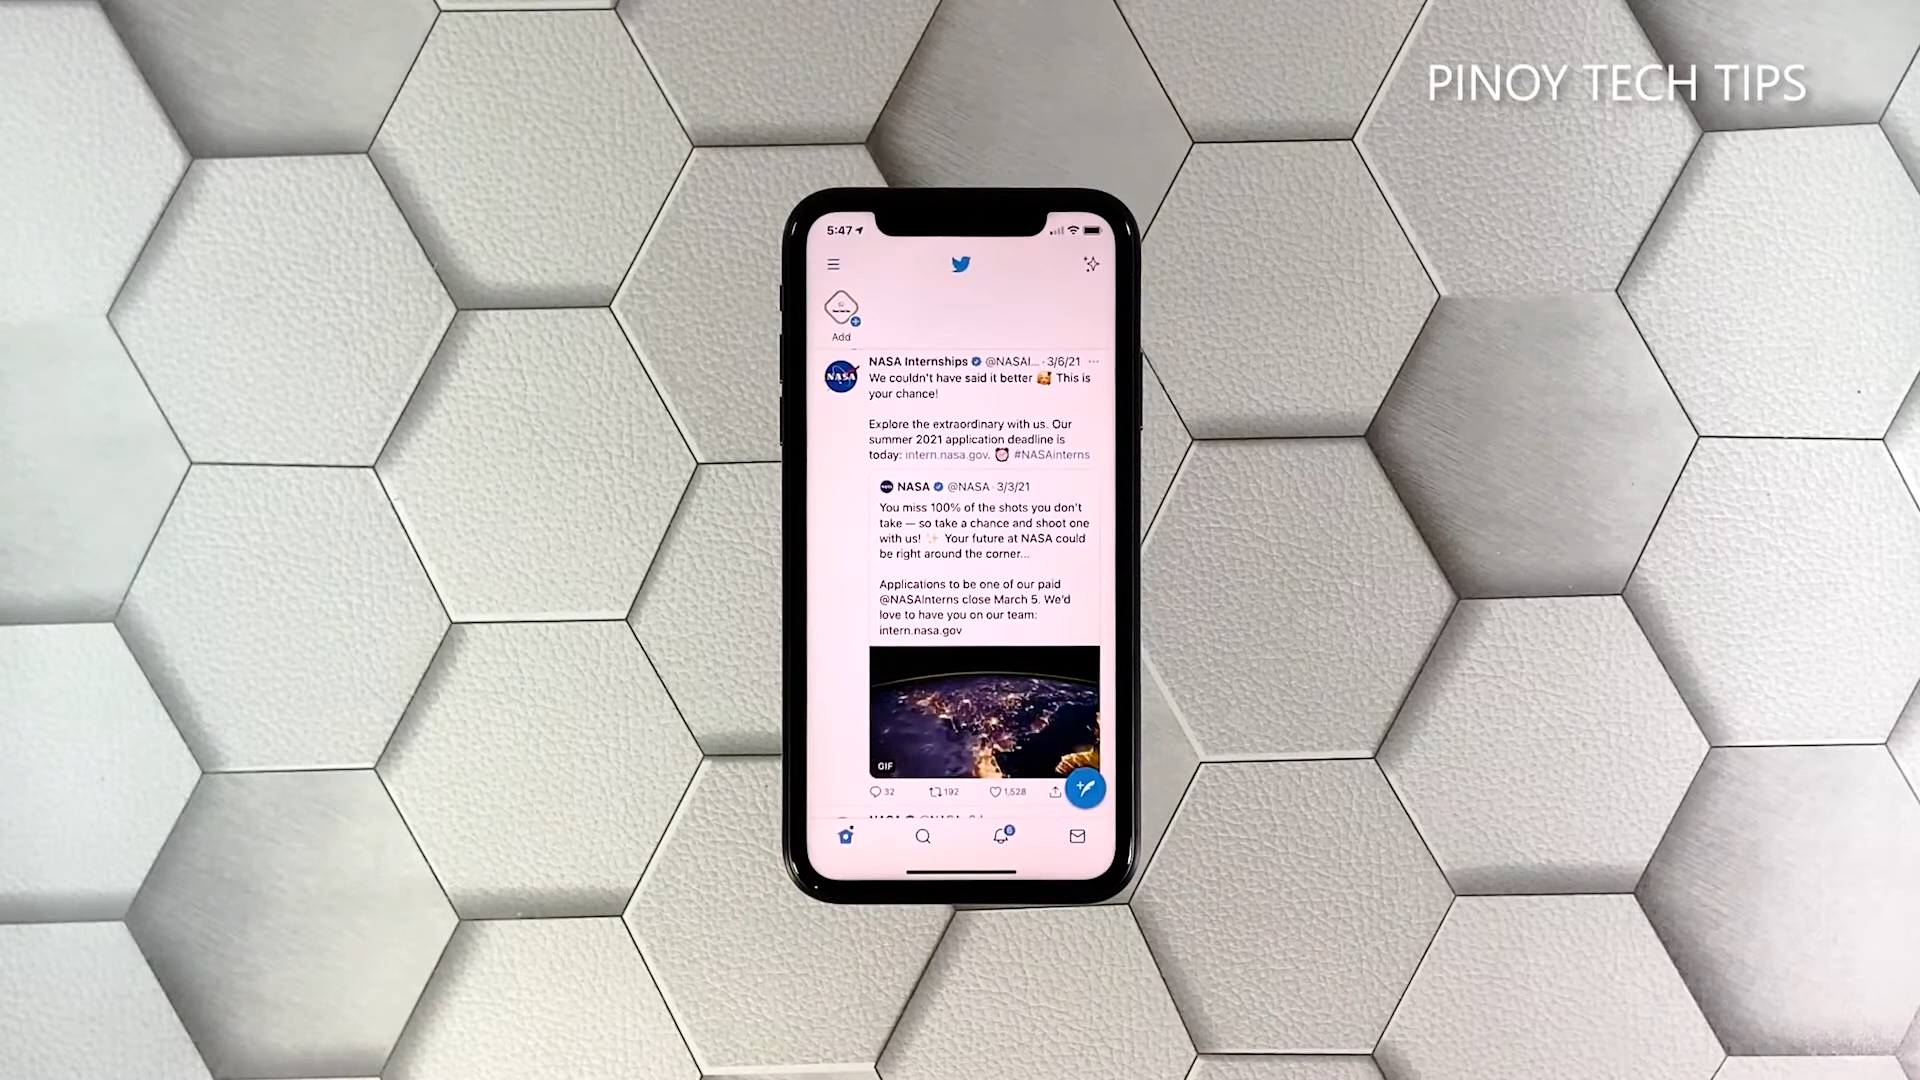 PINOY TECH TIPS
5:47
Add
NASA Internships @NASAI... · 3/6/21
We couldn't have said it better 🥰 This is
your chance!
Explore the extraordinary with us. Our
summer 2021 application deadline is
today: intern.nasa.gov. ⏰ #NASAinterns
NASA
NASA @NASA · 3/3/21
You miss 100% of the shots you don't
take — so take a chance and shoot one
with us! ✨ Your future at NASA could
be right around the corner...
Applications to be one of our paid
@NASAInterns close March 5. We'd
love to have you on our team:
intern.nasa.gov
GIF
32 192 1,528
6